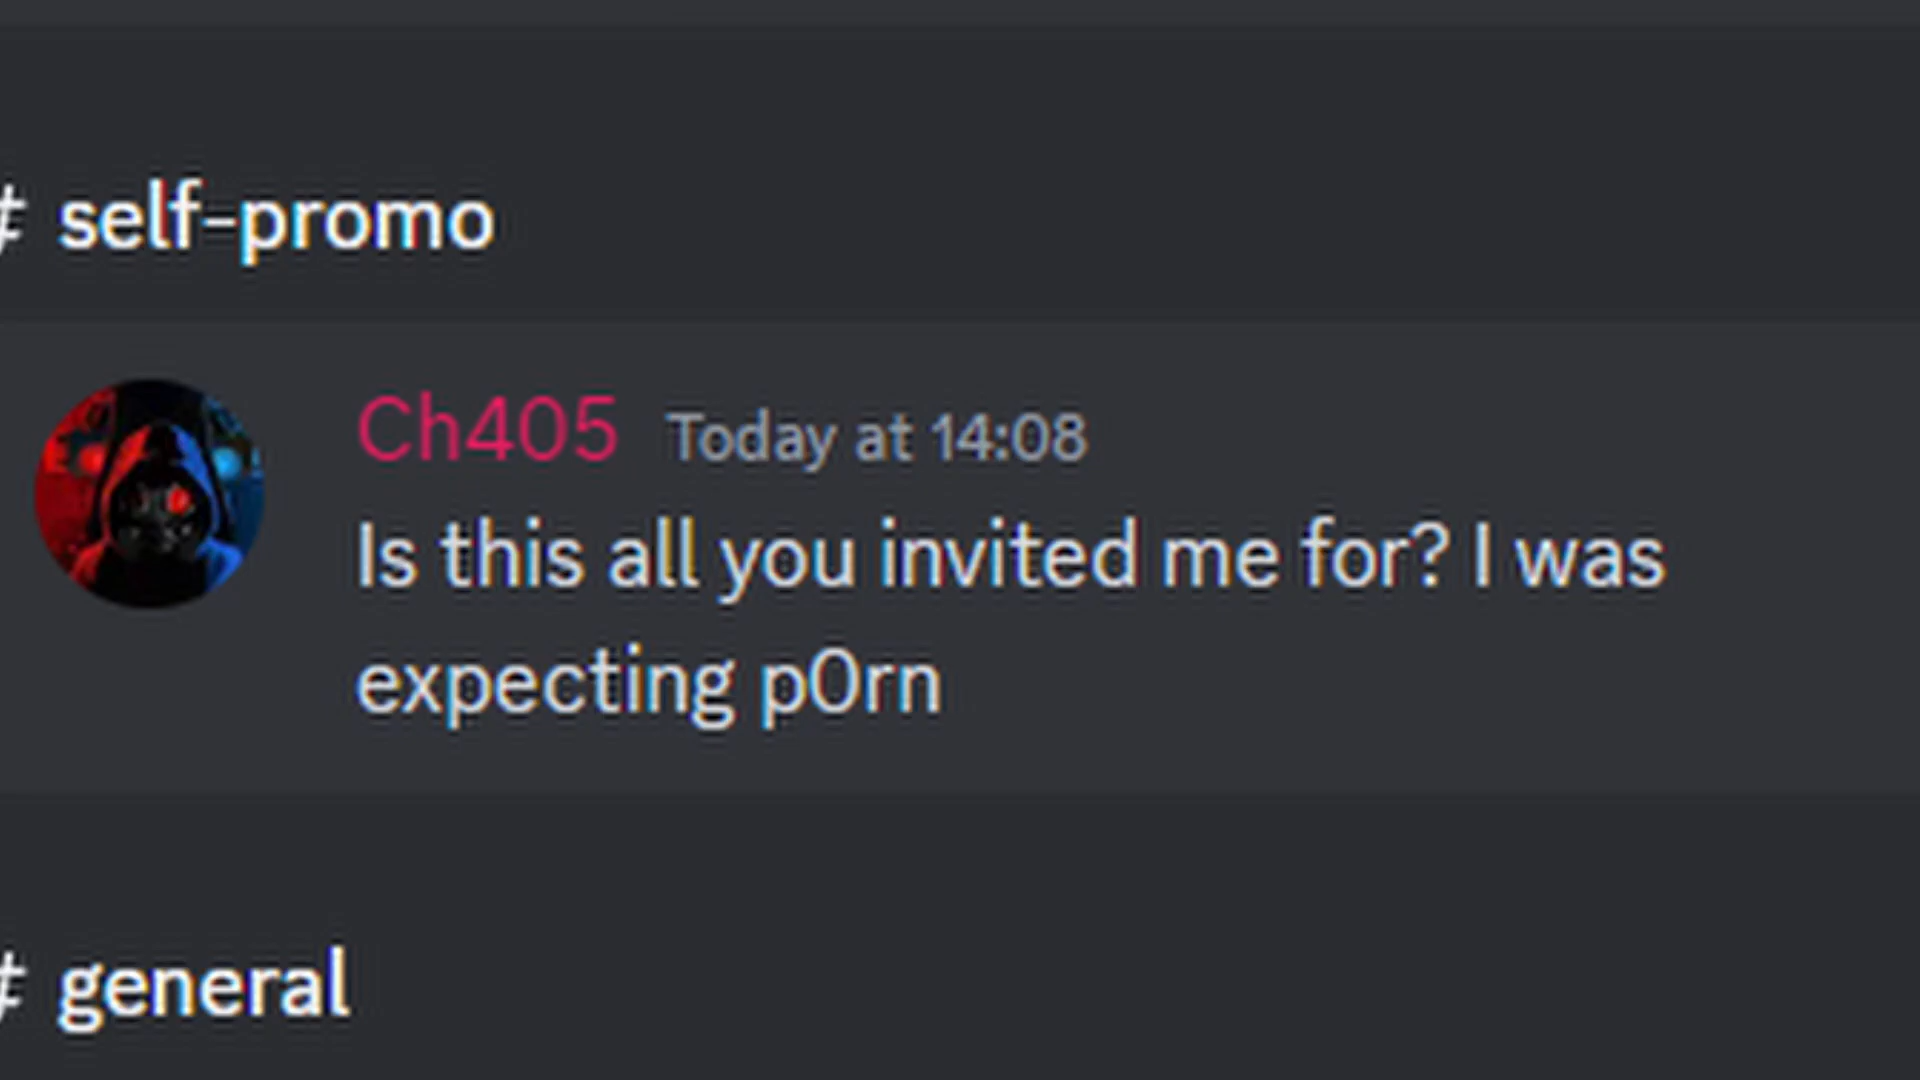 # self-promo
Ch405 Today at 14:08
Is this all you invited me for? I was
expecting p0rn
# general